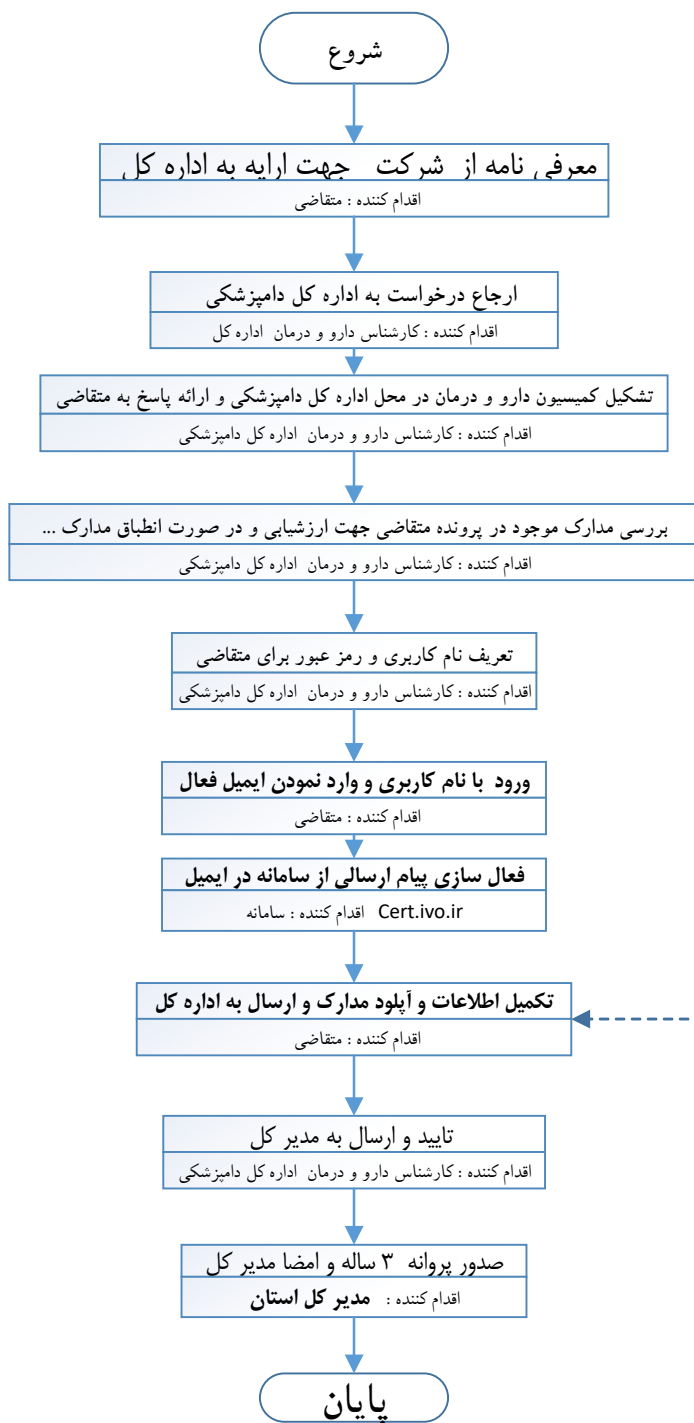 شروع
معرفی نامه از شرکت جهت ارایه به اداره کل
اقدام کننده : متقاضی
ارجاع درخواست به اداره کل دامپزشکی
اقدام کننده : کارشناس دارو و درمان اداره کل
تشکیل کمیسیون دارو و درمان در محل اداره کل دامپزشکی و ارائه پاسخ به متقاضی
اقدام کننده : کارشناس دارو و درمان اداره کل دامپزشکی
بررسی مدارک موجود در پرونده متقاضی جهت ارزشیابی و در صورت انطباق مدارک ...
اقدام کننده : کارشناس دارو و درمان اداره کل دامپزشکی
تعریف نام کاربری و رمز عبور برای متقاضی
اقدام کننده : کارشناس دارو و درمان اداره کل دامپزشکی
ورود با نام کاربری و وارد نمودن ایمیل فعال
اقدام کننده : متقاضی
فعال سازی پیام ارسالی از سامانه در ایمیل
Cert.ivo.ir اقدام کننده : سامانه
تکمیل اطلاعات و آپلود مدارک و ارسال به اداره کل
اقدام کننده : متقاضی
تایید و ارسال به مدیر کل
اقدام کننده : کارشناس دارو و درمان اداره کل دامپزشکی
صدور پروانه ۳ ساله و امضا مدیر کل
اقدام کننده : مدیر کل استان
پایان